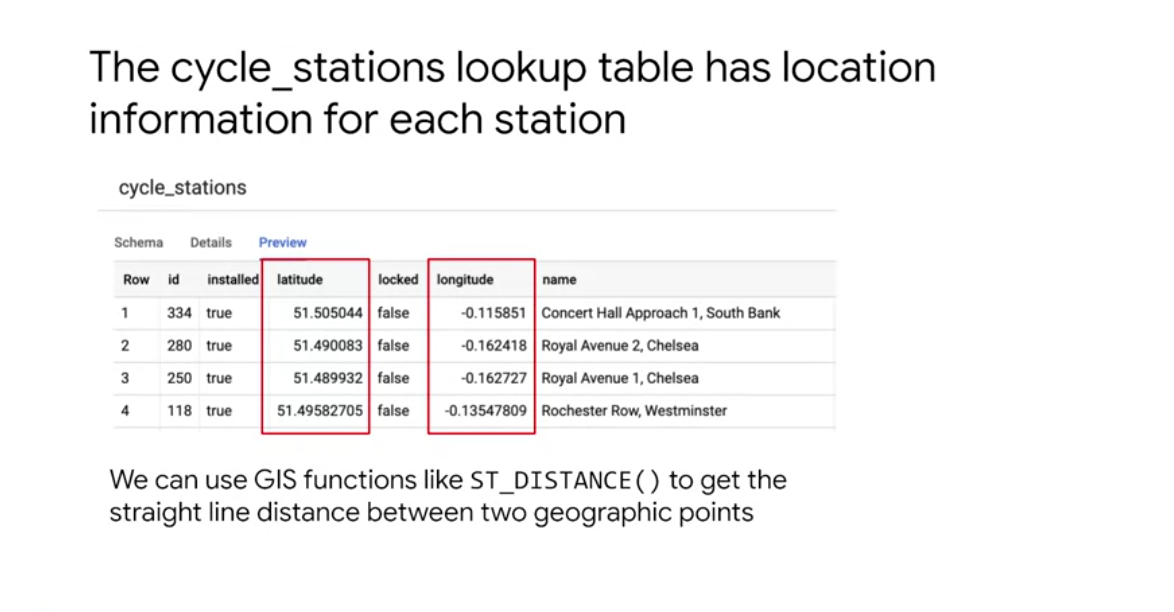 The cycle_stations lookup table has location
information for each station
cycle_stations
Schema Details Preview
Row id installed latitude locked longitude name
1 334 true 51.505044 false -0.115851 Concert Hall Approach 1, South Bank
2 280 true 51.490083 false -0.162418 Royal Avenue 2, Chelsea
3 250 true 51.489932 false -0.162727 Royal Avenue 1, Chelsea
4 118 true 51.49582705 false -0.13547809 Rochester Row, Westminster
We can use GIS functions like ST_DISTANCE() to get the
straight line distance between two geographic points